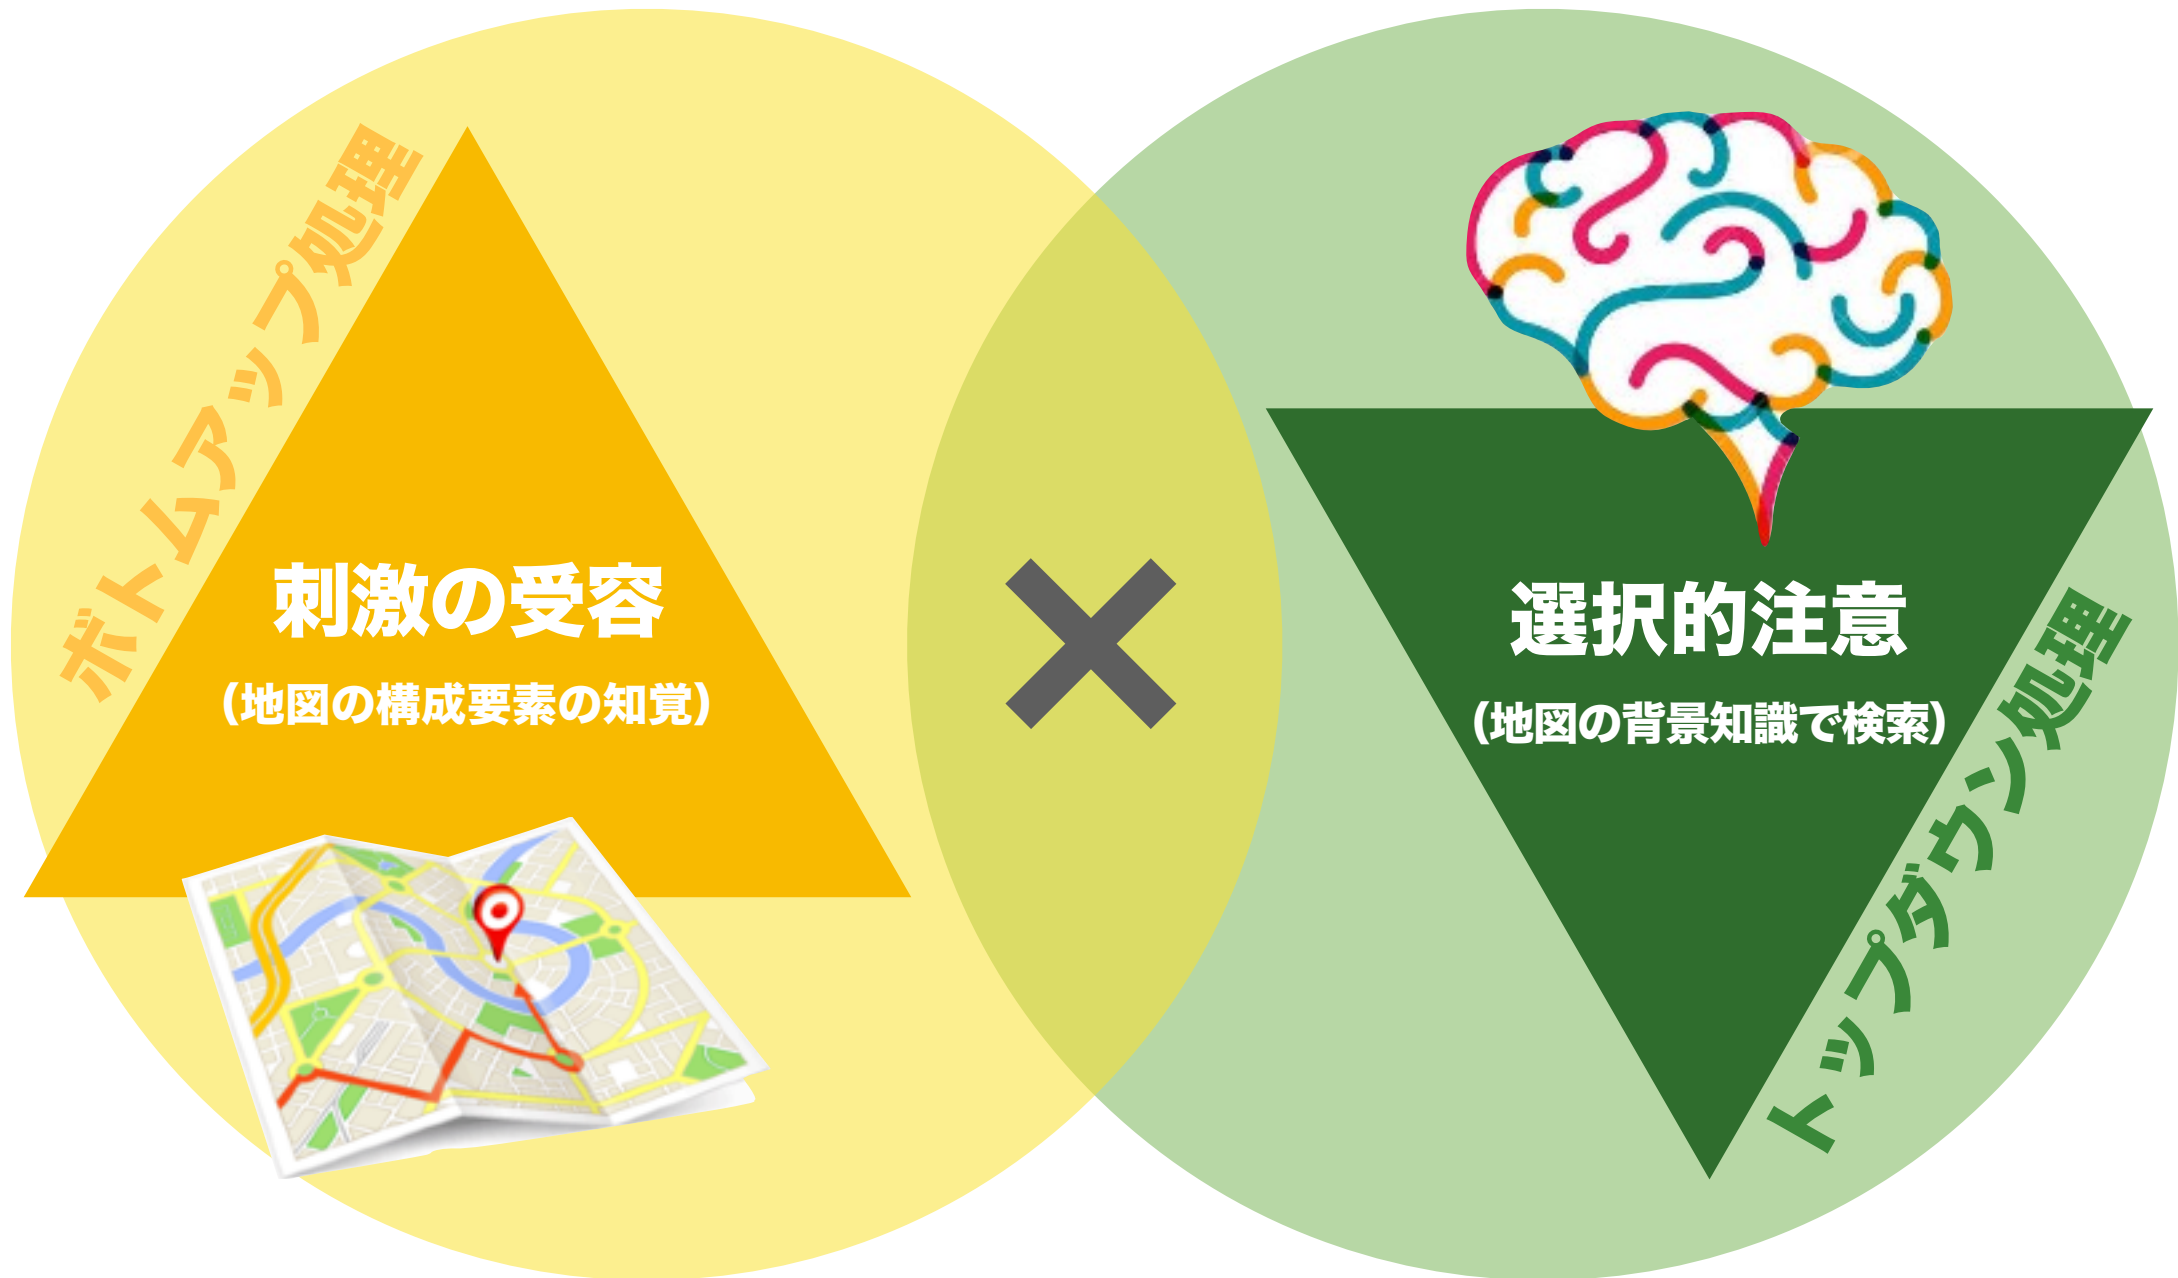 ボトムアップ処理
刺激の受容
（地図の構成要素の知覚）
選択的注意
（地図の背景知識で検索）
トップダウン処理